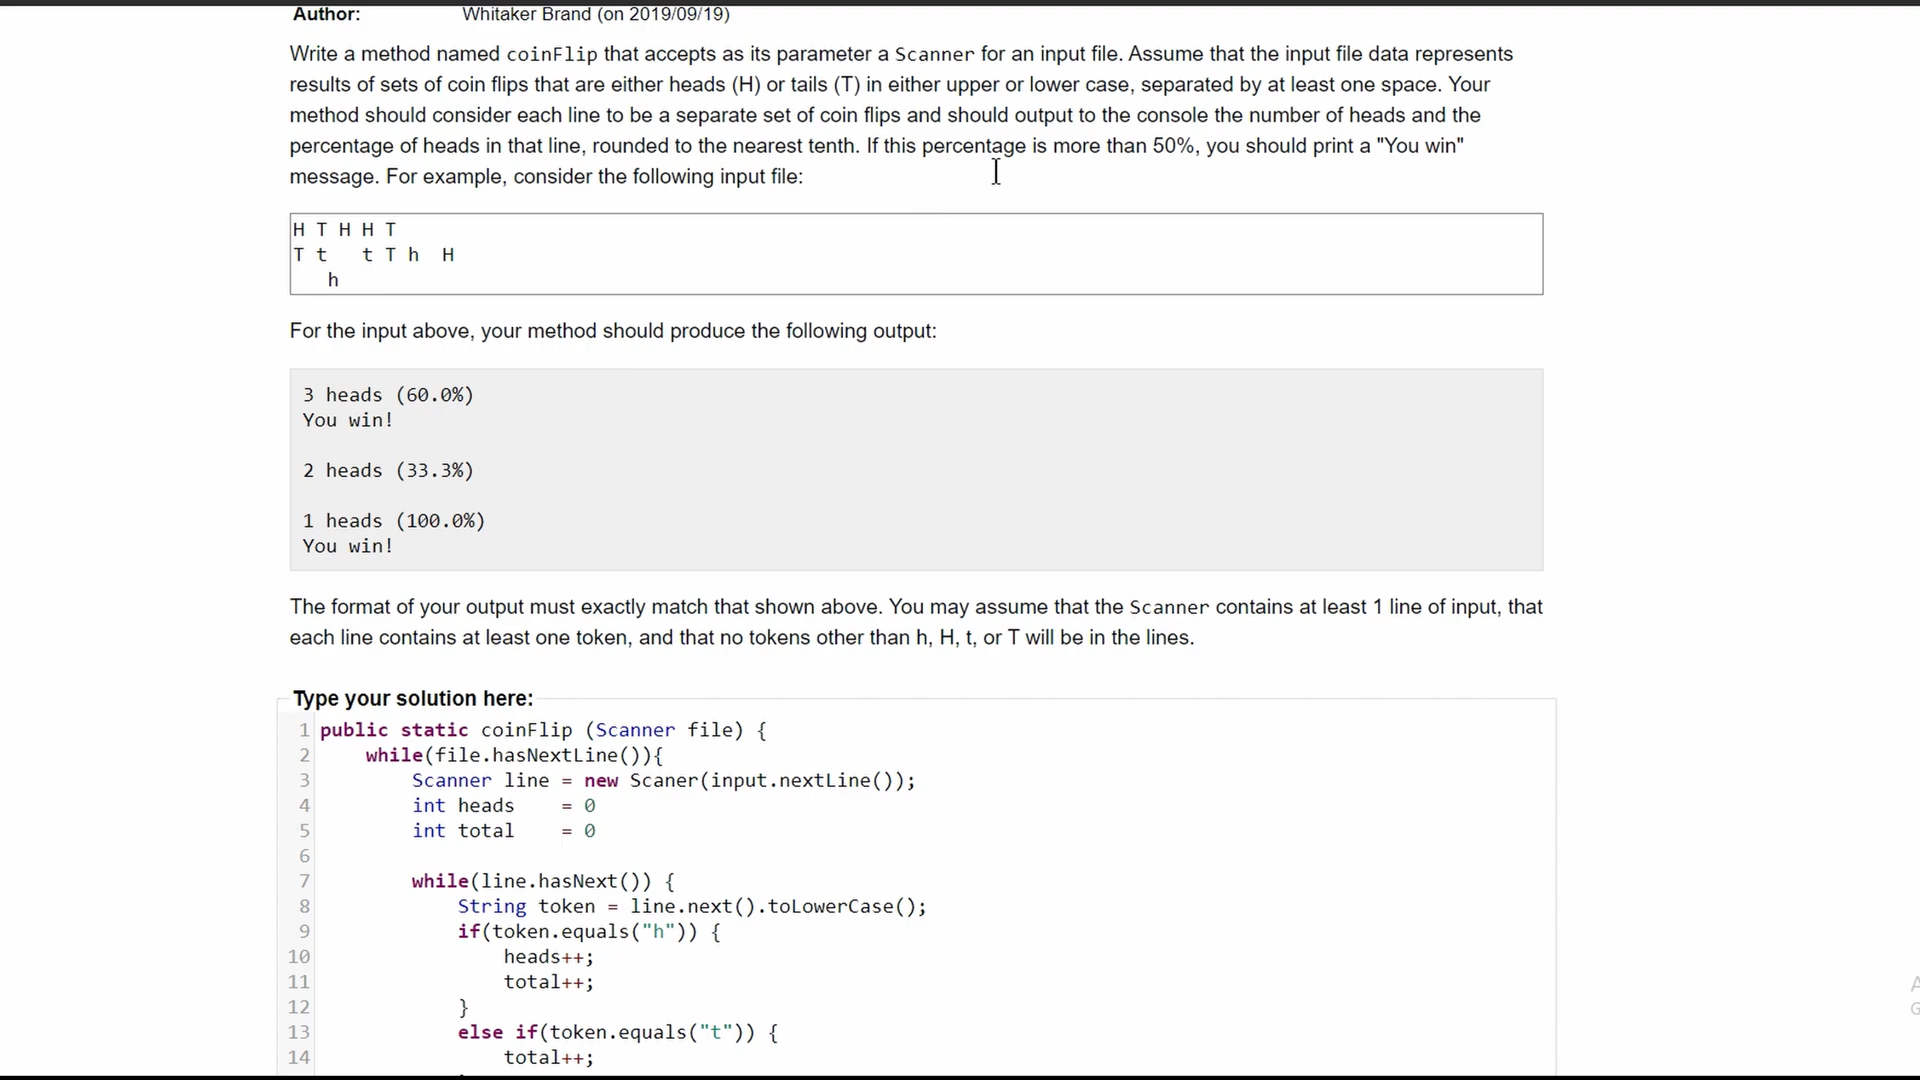 Author: Whitaker Brand (on 2019/09/19)
Write a method named coinFlip that accepts as its parameter a Scanner for an input file. Assume that the input file data represents
results of sets of coin flips that are either heads (H) or tails (T) in either upper or lower case, separated by at least one space. Your
method should consider each line to be a separate set of coin flips and should output to the console the number of heads and the
percentage of heads in that line, rounded to the nearest tenth. If this percentage is more than 50%, you should print a "You win"
message. For example, consider the following input file:
H T H H T
T t   t T h  H
   h
For the input above, your method should produce the following output:
3 heads (60.0%)
You win!
2 heads (33.3%)
1 heads (100.0%)
You win!
The format of your output must exactly match that shown above. You may assume that the Scanner contains at least 1 line of input, that
each line contains at least one token, and that no tokens other than h, H, t, or T will be in the lines.
Type your solution here:
1 public static coinFlip (Scanner file) {
2     while(file.hasNextLine()){
3         Scanner line = new Scaner(input.nextLine());
4         int heads    = 0
5         int total    = 0
6
7         while(line.hasNext()) {
8             String token = line.next().toLowerCase();
9             if(token.equals("h")) {
10                 heads++;
11                 total++;
12             }
13             else if(token.equals("t")) {
14                 total++;